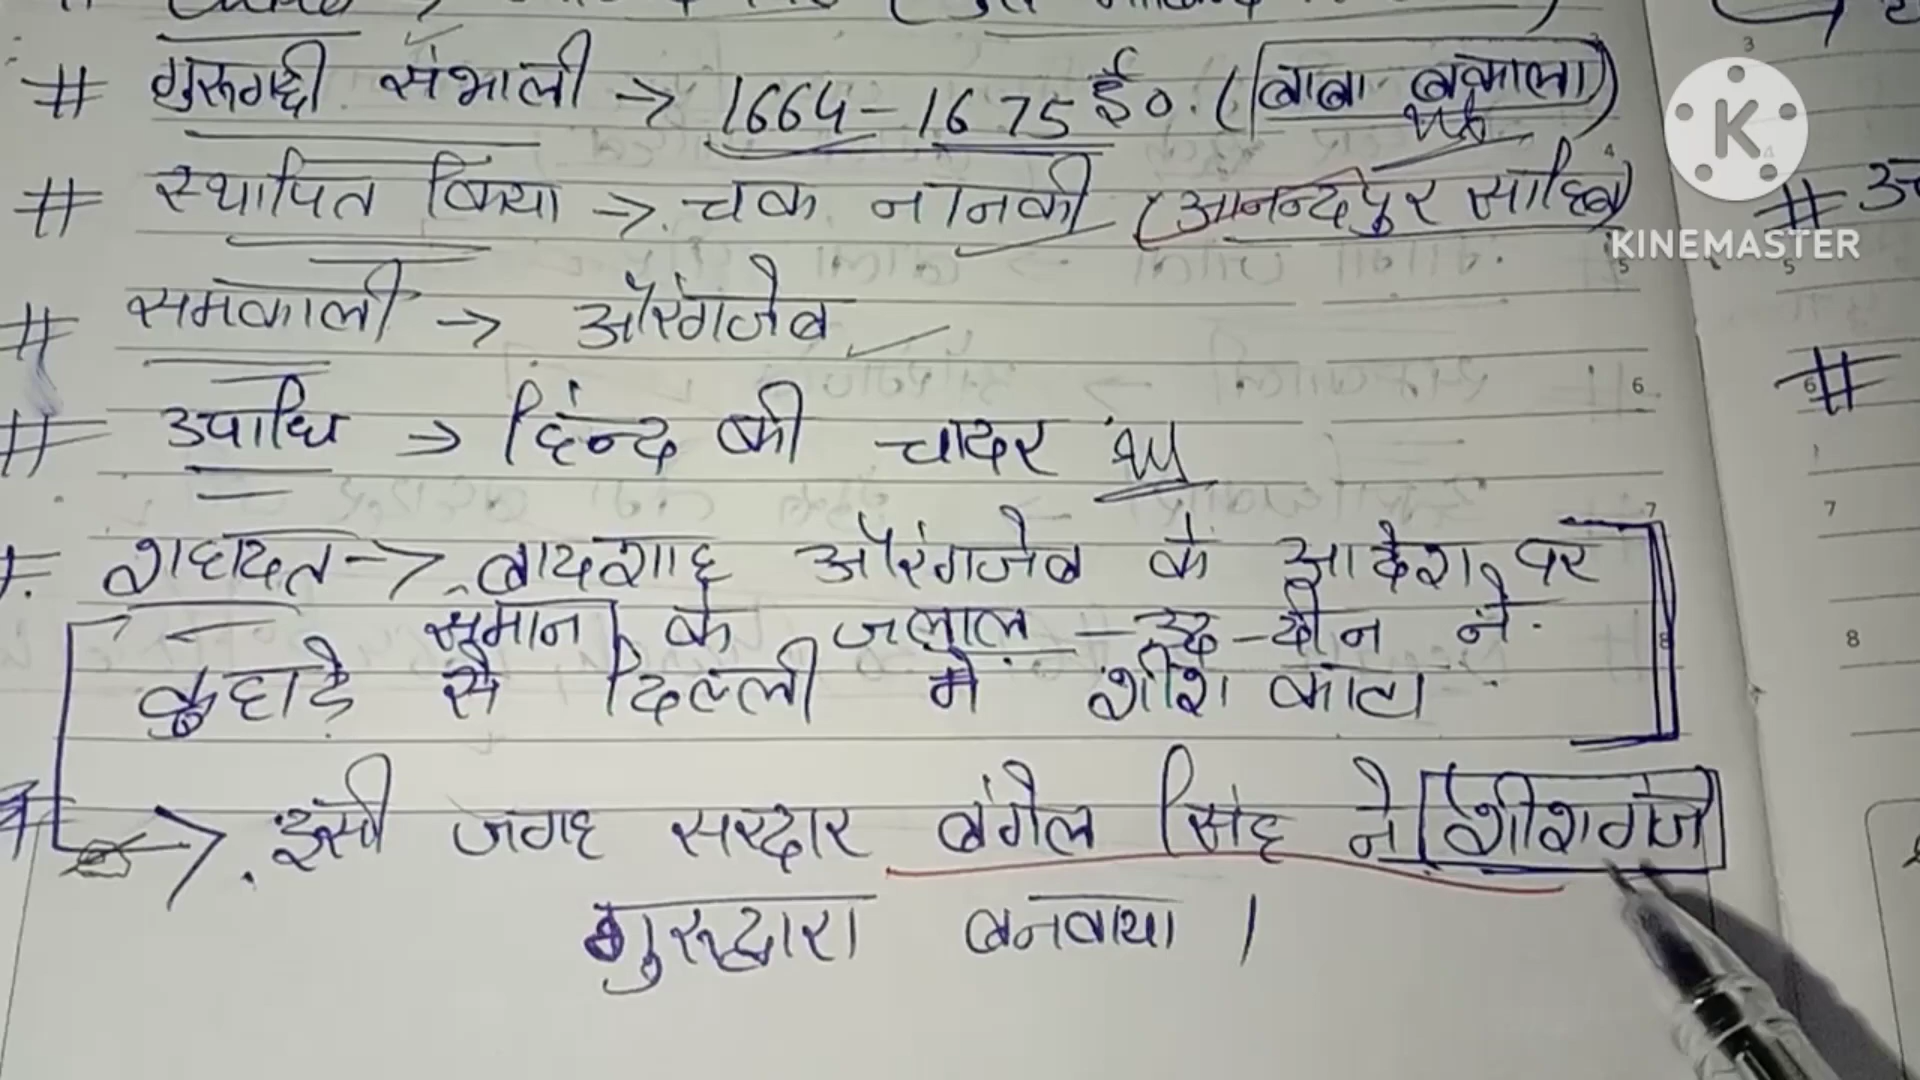 # गुरुगद्दी संभाली → 1664-1675 ई०. (बाबा बकाला)
# स्थापित किया → चक नानकी (आनन्दपुर साहिब)
# समकाली → औरंगजेब
# उपाधि → हिंन्द की चादर
शहादत → बादशाह औरंगजेब के आदेश पर
समान के जलाल-उद-दीन ने
कुहाड़े से दिल्ली में शीश काटा
→ इसी जगह सरदार बंगेल सिंह ने शीशगंज
गुरुद्वारा बनवाया।
K
KINEMASTER